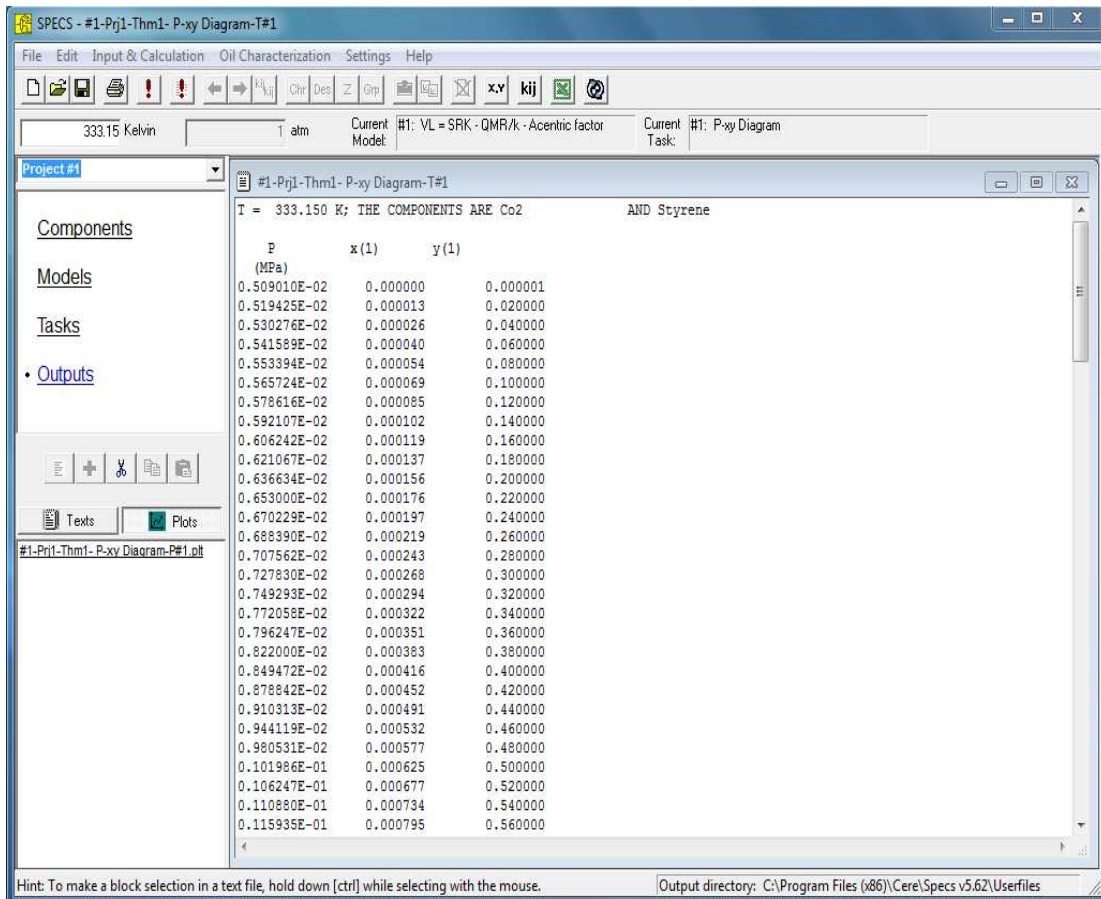 SPECS - #1-Prj1-Thm1- P-xy Diagram-T#1
File Edit Input & Calculation Oil Characterization Settings Help
Chr Des Z Grp x,Y kij
333.15 Kelvin 1 atm Current Model: #1: VL = SRK - QMR/k - Acentric factor Current Task: #1: P-xy Diagram
Project #1
Components
Models
Tasks
• Outputs
Texts Plots
#1-Prj1-Thm1- P-xy Diagram-P#1.plt
#1-Prj1-Thm1- P-xy Diagram-T#1
T = 333.150 K; THE COMPONENTS ARE Co2 AND Styrene
P x(1) y(1)
(MPa)
0.509010E-02 0.000000 0.000001
0.519425E-02 0.000013 0.020000
0.530276E-02 0.000026 0.040000
0.541589E-02 0.000040 0.060000
0.553394E-02 0.000054 0.080000
0.565724E-02 0.000069 0.100000
0.578616E-02 0.000085 0.120000
0.592107E-02 0.000102 0.140000
0.606242E-02 0.000119 0.160000
0.621067E-02 0.000137 0.180000
0.636634E-02 0.000156 0.200000
0.653000E-02 0.000176 0.220000
0.670229E-02 0.000197 0.240000
0.688390E-02 0.000219 0.260000
0.707562E-02 0.000243 0.280000
0.727830E-02 0.000268 0.300000
0.749293E-02 0.000294 0.320000
0.772058E-02 0.000322 0.340000
0.796247E-02 0.000351 0.360000
0.822000E-02 0.000383 0.380000
0.849472E-02 0.000416 0.400000
0.878842E-02 0.000452 0.420000
0.910313E-02 0.000491 0.440000
0.944119E-02 0.000532 0.460000
0.980531E-02 0.000577 0.480000
0.101986E-01 0.000625 0.500000
0.106247E-01 0.000677 0.520000
0.110880E-01 0.000734 0.540000
0.115935E-01 0.000795 0.560000
Hint: To make a block selection in a text file, hold down [ctrl] while selecting with the mouse. Output directory: C:\Program Files (x86)\Cere\Specs v5.62\Userfiles